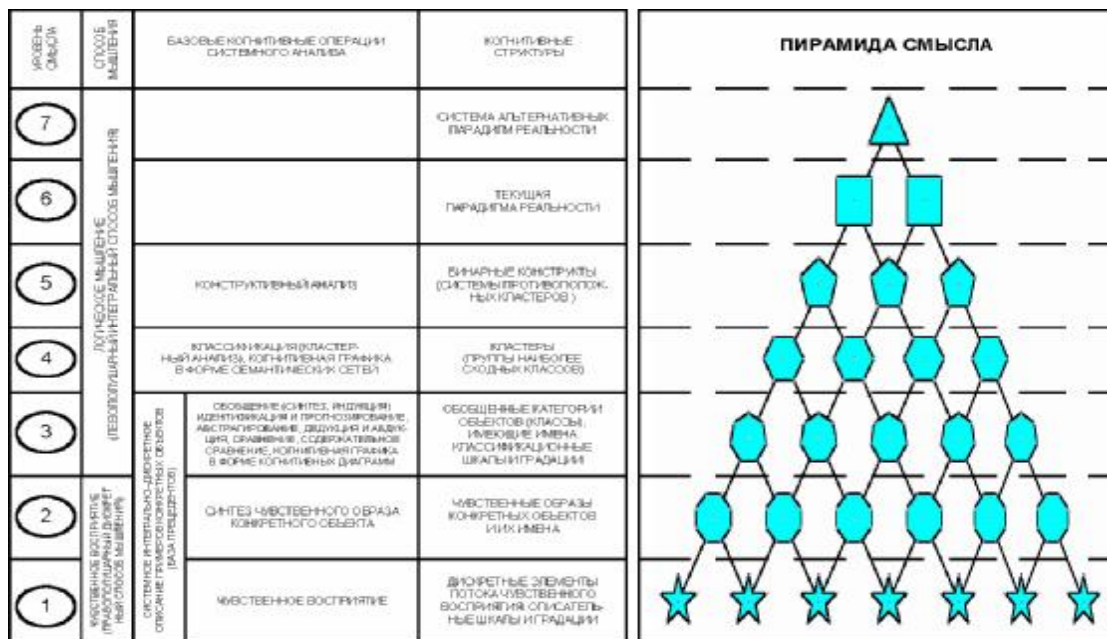 УРОВЕНЬ
СМЫСЛА
СПОСОБ
МЫШЛЕНИЯ
БАЗОВЫЕ КОГНИТИВНЫЕ ОПЕРАЦИИ
СИСТЕМНОГО АНАЛИЗА
КОГНИТИВНЫЕ
СТРУКТУРЫ
ПИРАМИДА СМЫСЛА
ЛОГИЧЕСКОЕ МЫШЛЕНИЕ
(ЛЕВОПОЛУШАРНЫЙ ИНТЕГРАЛЬНЫЙ СПОСОБ МЫШЛЕНИЯ)
7
СИСТЕМА АЛЬТЕРНАТИВНЫХ
ПАРАДИГМ РЕАЛЬНОСТИ
6
ТЕКУЩАЯ
ПАРАДИГМА РЕАЛЬНОСТИ
5
КОНСТРУКТИВНЫЙ АНАЛИЗ
БИНАРНЫЕ КОНСТРУКТЫ
(СИСТЕМЫ ПРОТИВОПОЛОЖ-
НЫХ КЛАСТЕРОВ )
4
КЛАССИФИКАЦИЯ (КЛАСТЕР-
НЫЙ АНАЛИЗ), КОГНИТИВНАЯ ГРАФИКА
В ФОРМЕ СЕМАНТИЧЕСКИХ СЕТЕЙ
КЛАСТЕРЫ
(ГРУППЫ НАИБОЛЕЕ
СХОДНЫХ КЛАССОВ)
3
СИСТЕМНОЕ ИНТЕГРАЛЬНО-ДИСКРЕТНОЕ
ОПИСАНИЕ ПРИМЕРОВ КОНКРЕТНЫХ ОБЪЕКТОВ
(БАЗА ПРЕЦЕДЕНТОВ)
ОБОБЩЕНИЕ (СИНТЕЗ, ИНДУКЦИЯ)
ИДЕНТИФИКАЦИЯ И ПРОГНОЗИРОВАНИЕ,
АБСТРАГИРОВАНИЕ, ДЕДУКЦИЯ И АБДУК-
ЦИЯ, СРАВНЕНИЕ, СОДЕРЖАТЕЛЬНОЕ
СРАВНЕНИЕ, КОГНИТИВНАЯ ГРАФИКА
В ФОРМЕ КОГНИТИВНЫХ ДИАГРАММ
ОБОБЩЕННЫЕ КАТЕГОРИИ
ОБЪЕКТОВ (КЛАССЫ),
ИМЕЮЩИЕ ИМЕНА.
КЛАССИФИКАЦИОННЫЕ
ШКАЛЫ И ГРАДАЦИИ
ЧУВСТВЕННОЕ ВОСПРИЯТИЕ
(ПРАВОПОЛУШАРНЫЙ ДИСКРЕТ
НЫЙ СПОСОБ МЫШЛЕНИЯ)
2
СИНТЕЗ ЧУВСТВЕННОГО ОБРАЗА
КОНКРЕТНОГО ОБЪЕКТА
ЧУВСТВЕННЫЕ ОБРАЗЫ
КОНКРЕТНЫХ ОБЪЕКТОВ
И ИХ ИМЕНА
1
ЧУВСТВЕННОЕ ВОСПРИЯТИЕ
ДИСКРЕТНЫЕ ЭЛЕМЕНТЫ
ПОТОКА ЧУВСТВЕННОГО
ВОСПРИЯТИЯ. ОПИСАТЕЛЬ-
НЫЕ ШКАЛЫ И ГРАДАЦИИ